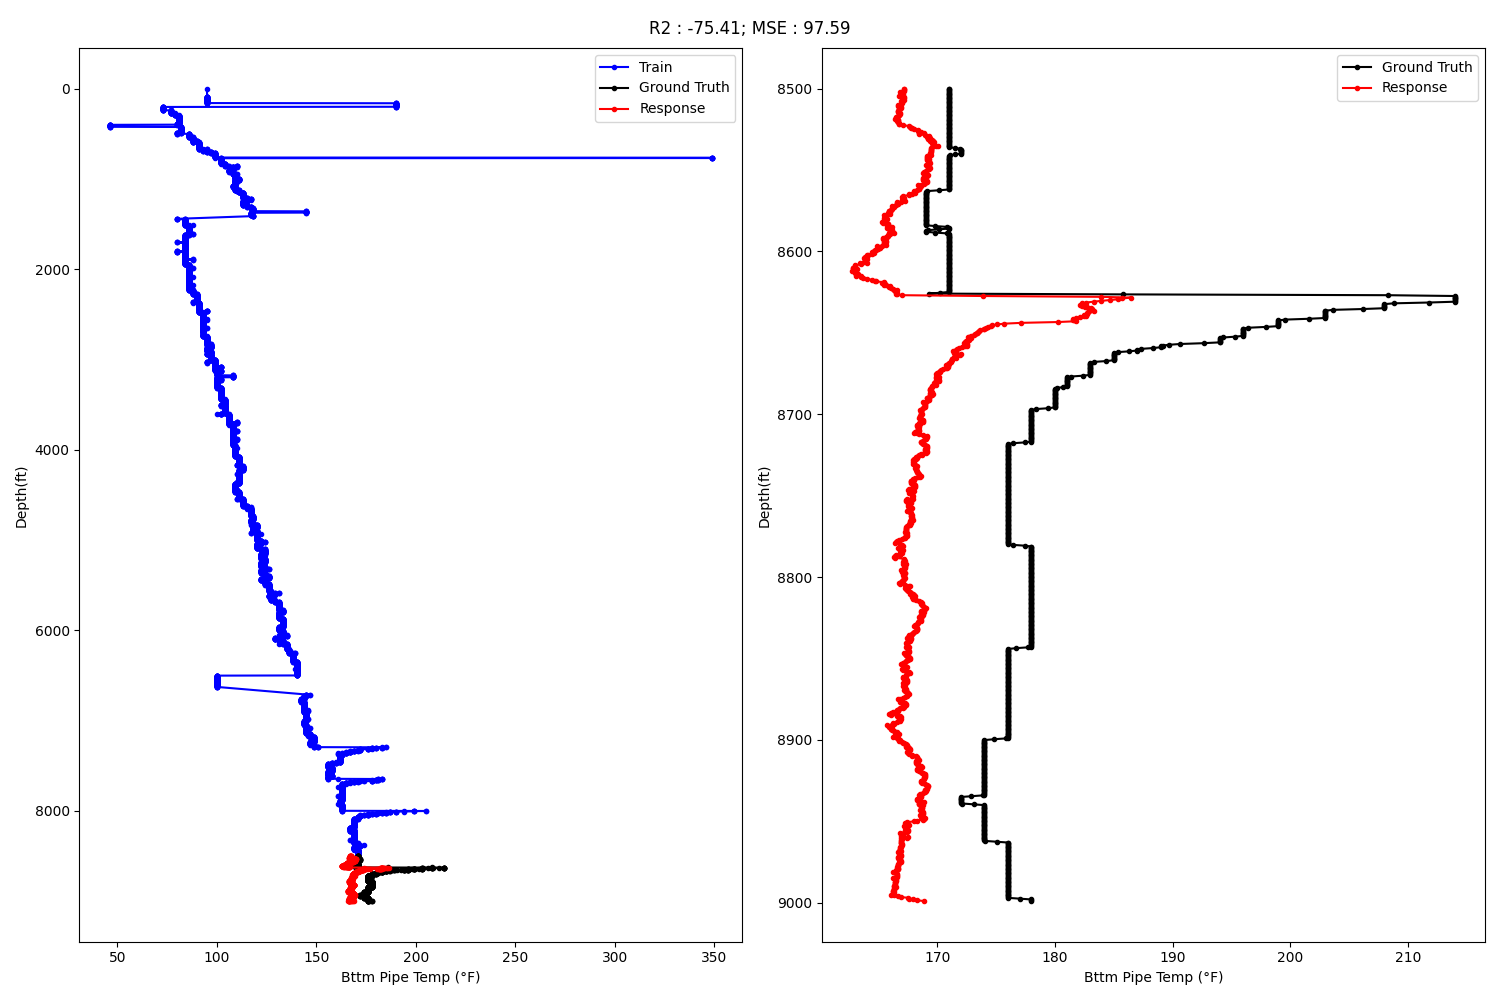 R2 : -75.41; MSE : 97.59
Train
Ground Truth
Response
0
2000
4000
6000
8000
Depth(ft)
50 100 150 200 250 300 350
Bttm Pipe Temp (°F)
Ground Truth
Response
8500
8600
8700
8800
8900
9000
Depth(ft)
170 180 190 200 210
Bttm Pipe Temp (°F)